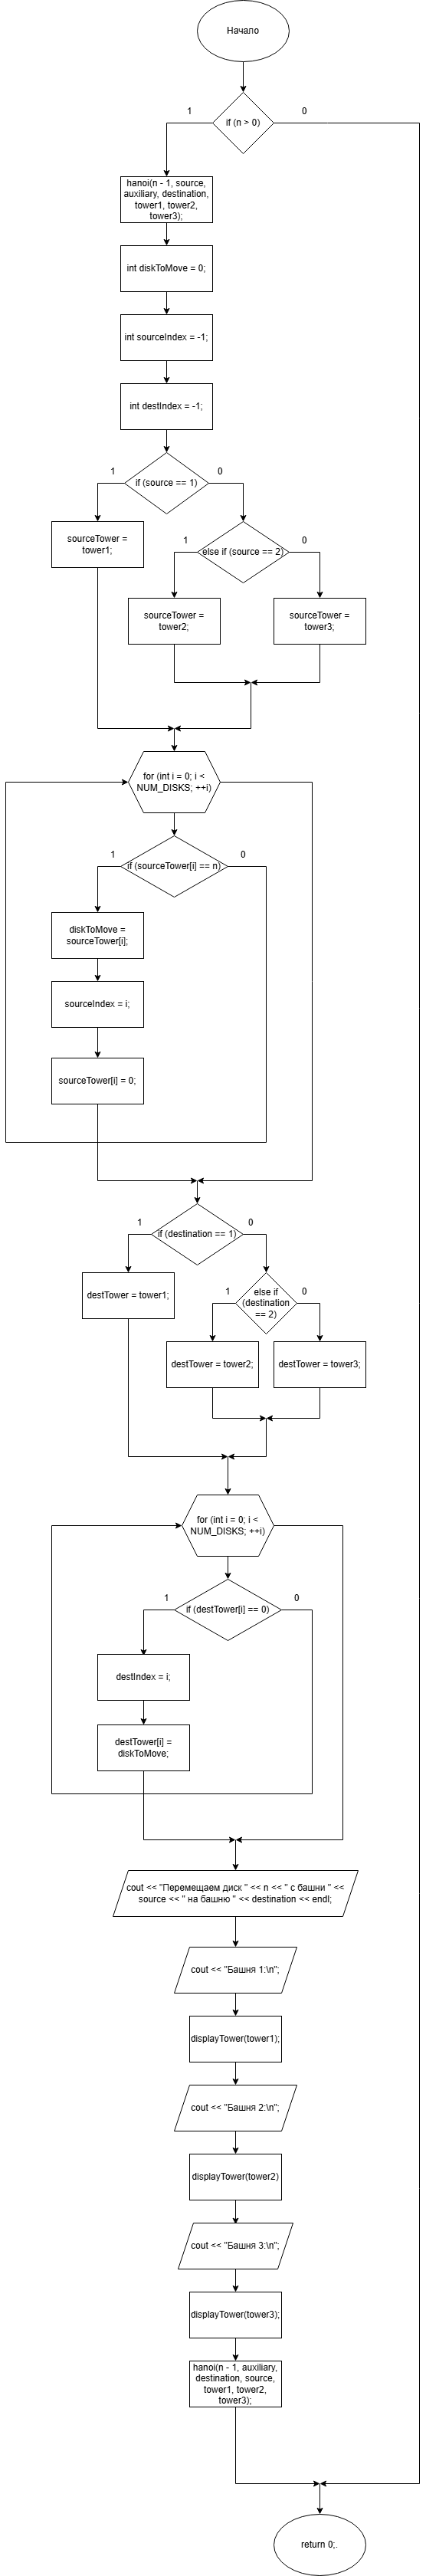 Начало
1
0
if (n > 0)
hanoi(n - 1, source,
auxiliary, destination,
tower1, tower2,
tower3);
int diskToMove = 0;
int sourceIndex = -1;
int destIndex = -1;
1
0
if (source == 1)
sourceTower =
tower1;
1
0
else if (source == 2)
sourceTower =
tower2;
sourceTower =
tower3;
for (int i = 0; i <
NUM_DISKS; ++i)
1
0
if (sourceTower[i] == n)
diskToMove =
sourceTower[i];
sourceIndex = i;
sourceTower[i] = 0;
1
0
if (destination == 1)
destTower = tower1;
1
0
else if
(destination
== 2)
destTower = tower2;
destTower = tower3;
for (int i = 0; i <
NUM_DISKS; ++i)
1
0
if (destTower[i] == 0)
destIndex = i;
destTower[i] =
diskToMove;
cout << "Перемещаем диск " << n << " с башни " <<
source << " на башню " << destination << endl;
cout << "Башня 1:\n";
displayTower(tower1);
cout << "Башня 2:\n";
displayTower(tower2)
cout << "Башня 3:\n";
displayTower(tower3);
hanoi(n - 1, auxiliary,
destination, source,
tower1, tower2,
tower3);
return 0;.